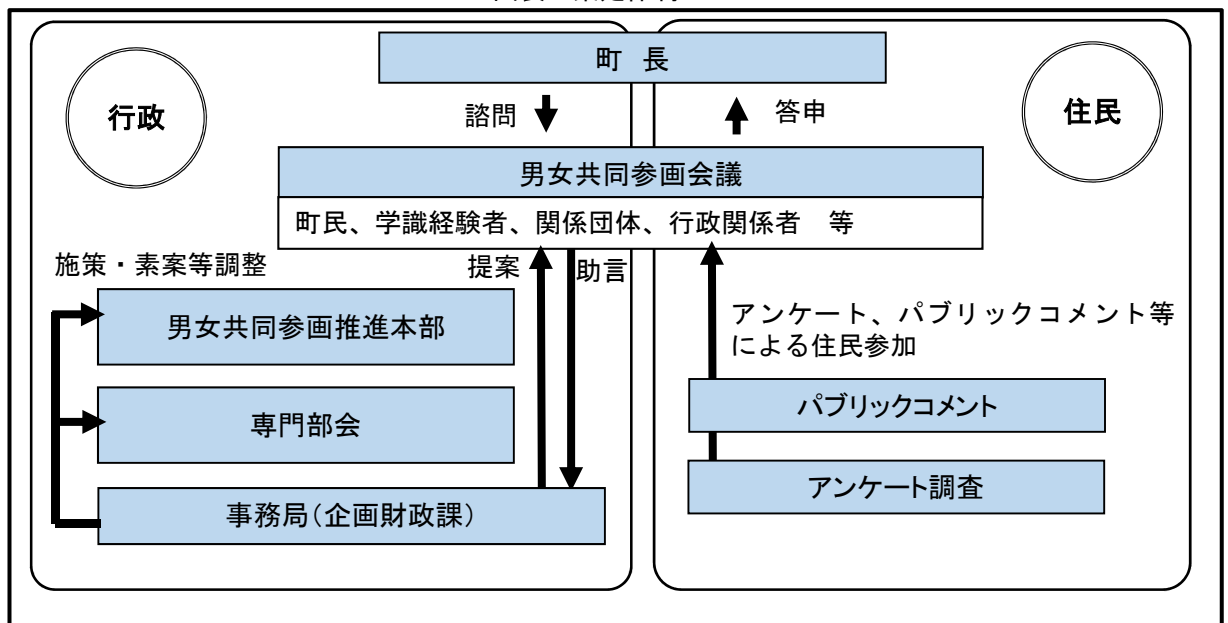 町 長
行政
住民
諮問
答申
男女共同参画会議
町民、学識経験者、関係団体、行政関係者 等
施策・素案等調整
提案
助言
男女共同参画推進本部
アンケート、パブリックコメント等
による住民参加
パブリックコメント
専門部会
アンケート調査
事務局(企画財政課)